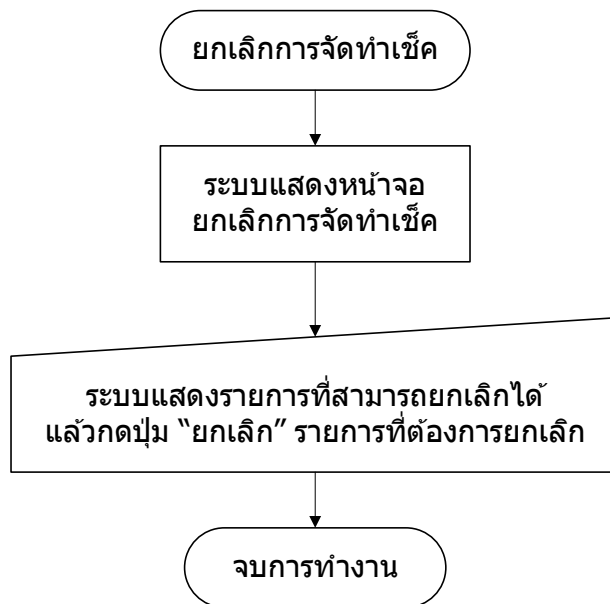 ยกเลิกการจัดทำเช็ค
ระบบแสดงหน้าจอ
ยกเลิกการจัดทำเช็ค
ระบบแสดงรายการที่สามารถยกเลิกได้
แล้วกดปุ่ม “ยกเลิก” รายการที่ต้องการยกเลิก
จบการทำงาน